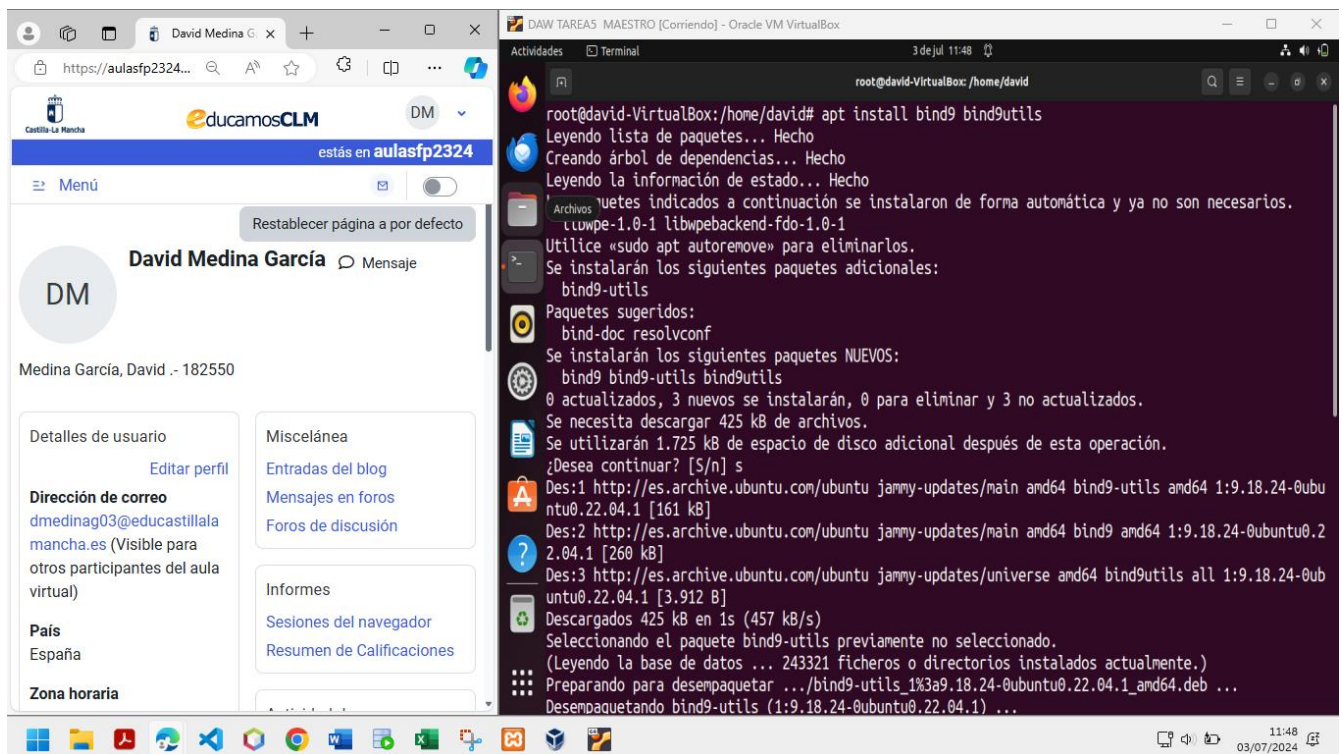 David Medina G
https://aulasfp2324...
Castilla-La Mancha
educamosCLM
DM
estás en aulasfp2324
Menú
Restablecer página a por defecto
DM
David Medina García
Mensaje
Medina García, David .- 182550
Detalles de usuario
Editar perfil
Dirección de correo
dmedinag03@educastillala
mancha.es (Visible para
otros participantes del aula
virtual)
País
España
Zona horaria
Miscelánea
Entradas del blog
Mensajes en foros
Foros de discusión
Informes
Sesiones del navegador
Resumen de Calificaciones
DAW TAREA5 MAESTRO [Corriendo] - Oracle VM VirtualBox
Actividades
Terminal
3 de jul 11:48
root@david-VirtualBox: /home/david
root@david-VirtualBox:/home/david# apt install bind9 bind9utils
Leyendo lista de paquetes... Hecho
Creando árbol de dependencias... Hecho
Leyendo la información de estado... Hecho
Archivos
uetes indicados a continuación se instalaron de forma automática y ya no son necesarios.
libwpe-1.0-1 libwpebackend-fdo-1.0-1
Utilice «sudo apt autoremove» para eliminarlos.
Se instalarán los siguientes paquetes adicionales:
bind9-utils
Paquetes sugeridos:
bind-doc resolvconf
Se instalarán los siguientes paquetes NUEVOS:
bind9 bind9-utils bind9utils
0 actualizados, 3 nuevos se instalarán, 0 para eliminar y 3 no actualizados.
Se necesita descargar 425 kB de archivos.
Se utilizarán 1.725 kB de espacio de disco adicional después de esta operación.
¿Desea continuar? [S/n] s
Des:1 http://es.archive.ubuntu.com/ubuntu jammy-updates/main amd64 bind9-utils amd64 1:9.18.24-0ubu
ntu0.22.04.1 [161 kB]
Des:2 http://es.archive.ubuntu.com/ubuntu jammy-updates/main amd64 bind9 amd64 1:9.18.24-0ubuntu0.2
2.04.1 [260 kB]
Des:3 http://es.archive.ubuntu.com/ubuntu jammy-updates/universe amd64 bind9utils all 1:9.18.24-0ub
untu0.22.04.1 [3.912 B]
Descargados 425 kB en 1s (457 kB/s)
Seleccionando el paquete bind9-utils previamente no seleccionado.
(Leyendo la base de datos ... 243321 ficheros o directorios instalados actualmente.)
Preparando para desempaquetar .../bind9-utils_1%3a9.18.24-0ubuntu0.22.04.1_amd64.deb ...
Desempaquetando bind9-utils (1:9.18.24-0ubuntu0.22.04.1) ...
11:48
03/07/2024